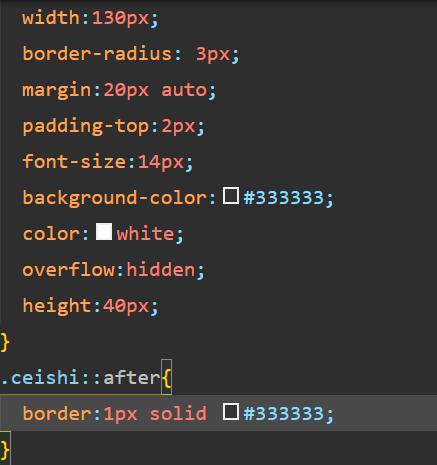 width:130px;
border-radius: 3px;
margin:20px auto;
padding-top:2px;
font-size:14px;
background-color:#333333;
color:white;
overflow:hidden;
height:40px;
}
.ceishi::after{
border:1px solid #333333;
}